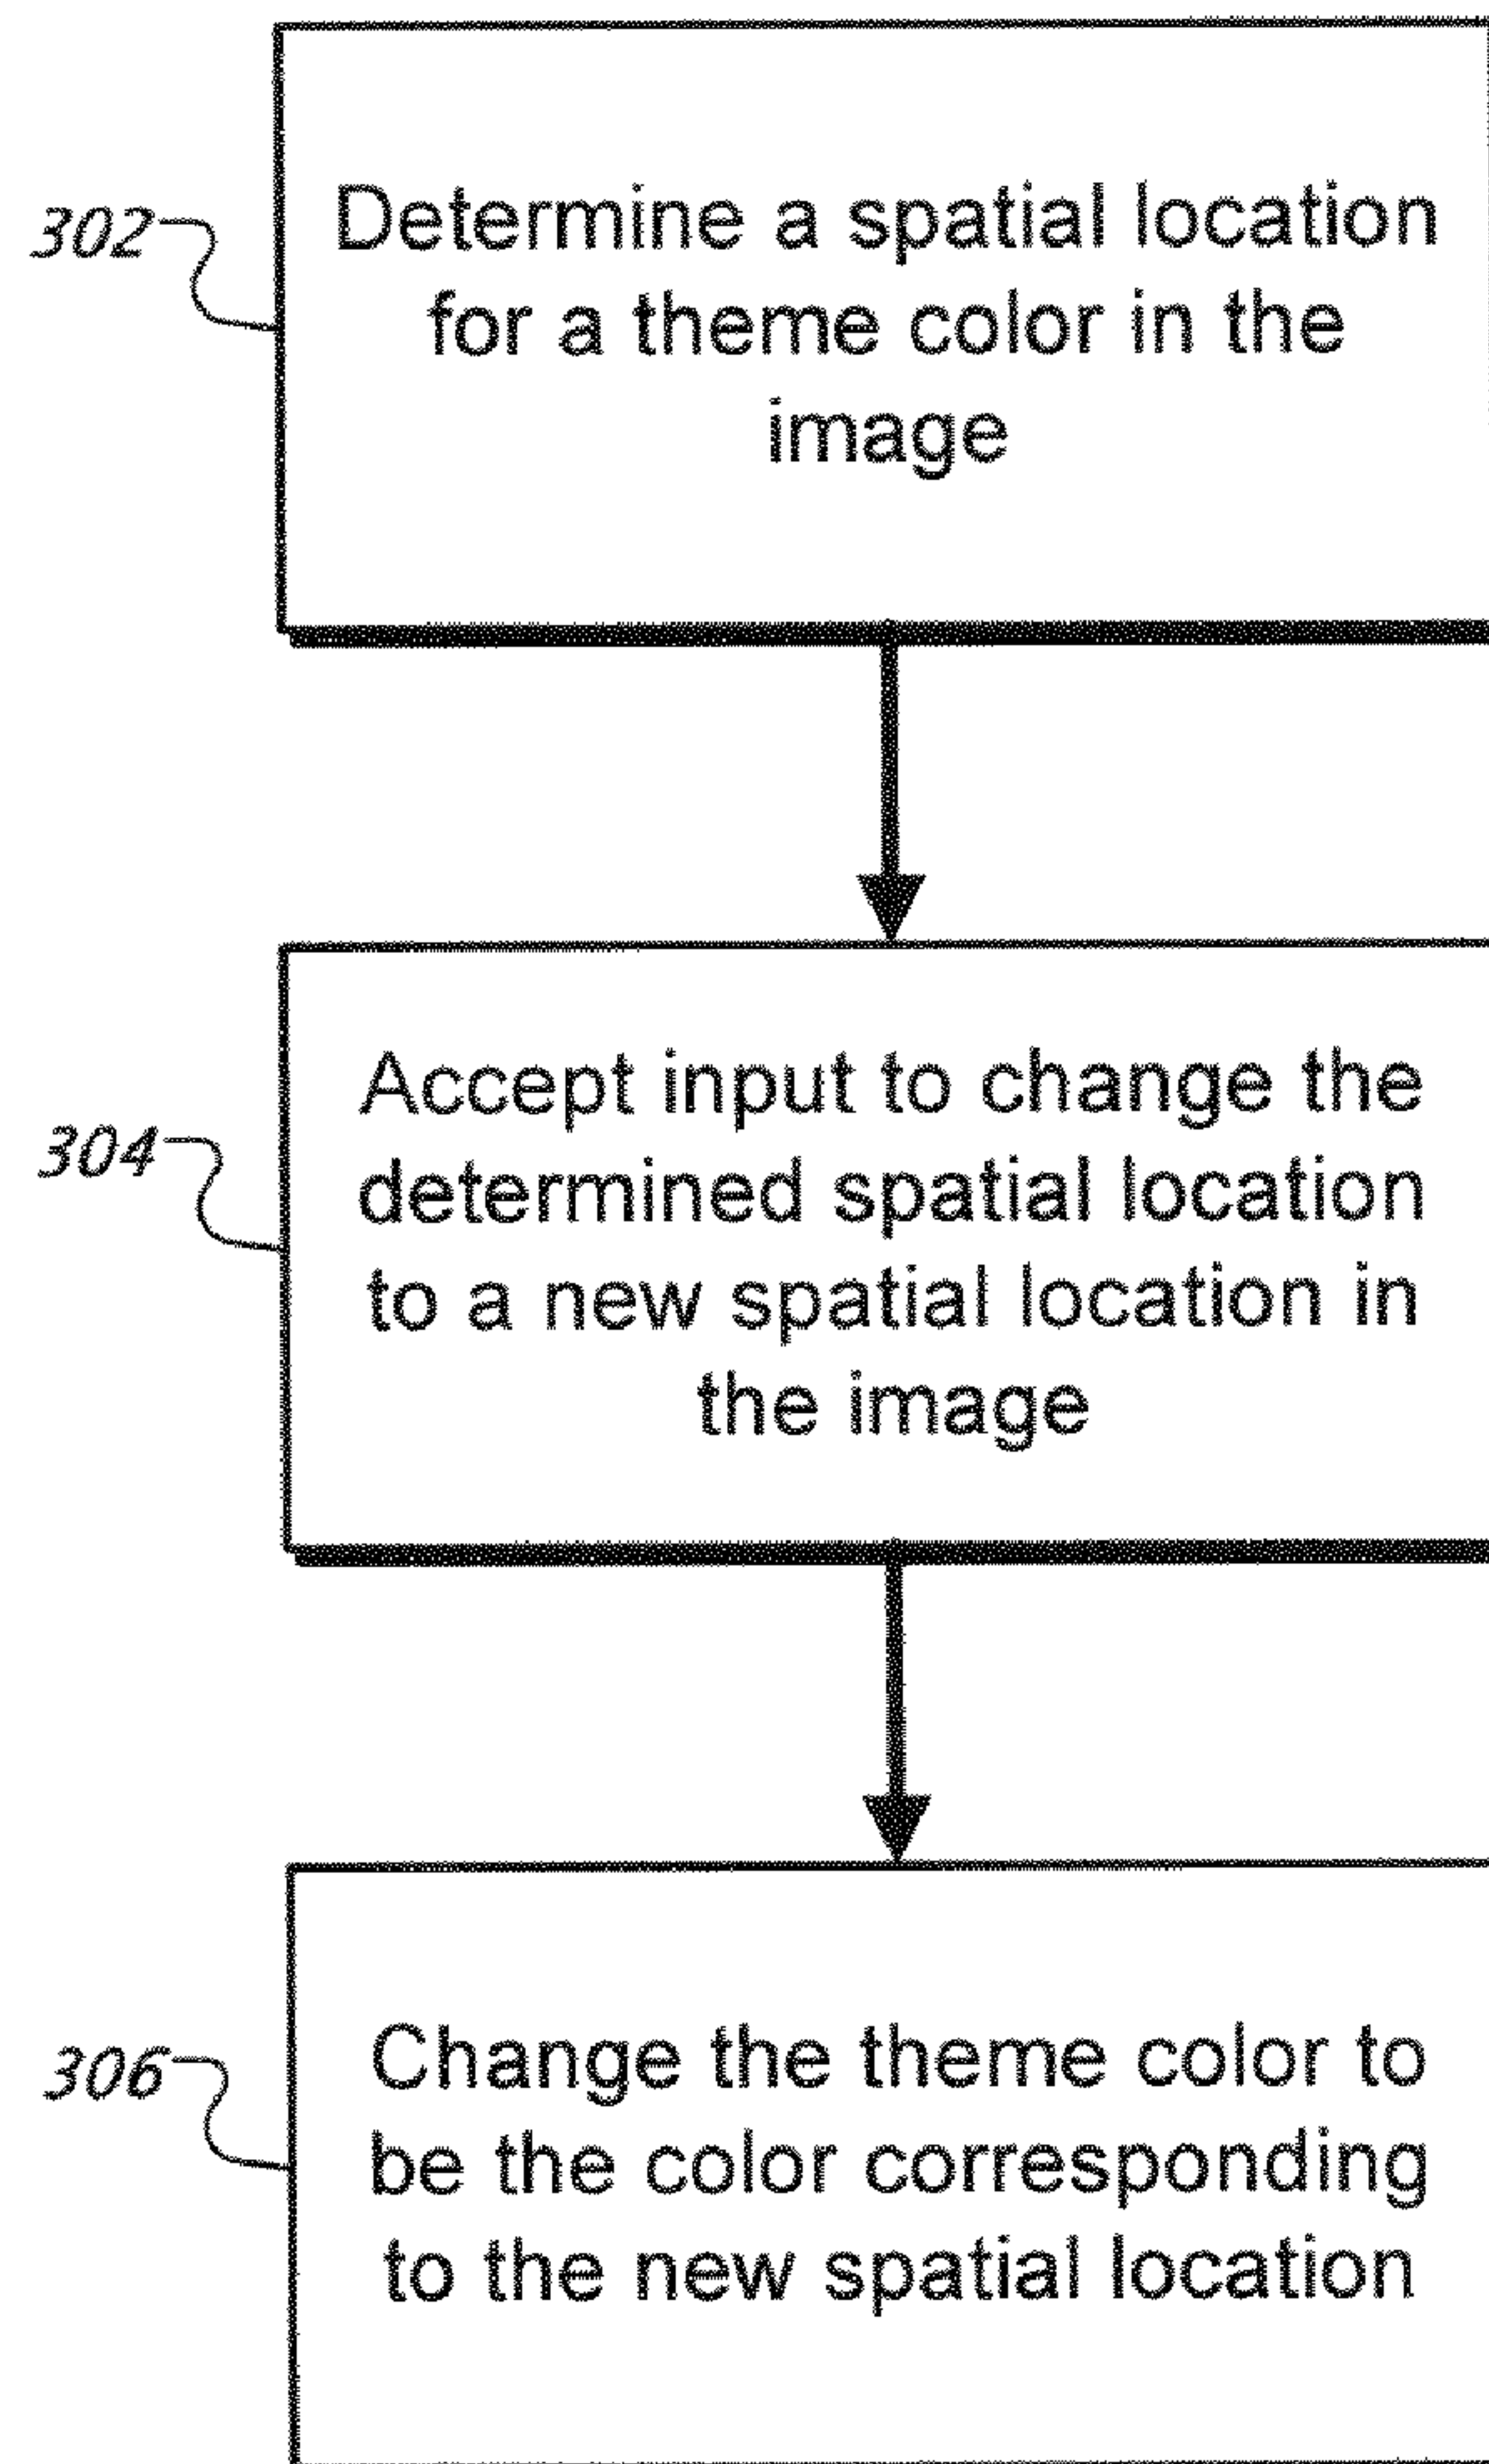 302
Determine a spatial location
for a theme color in the
image
304
Accept input to change the
determined spatial location
to a new spatial location in
the image
306
Change the theme color to
be the color corresponding
to the new spatial location